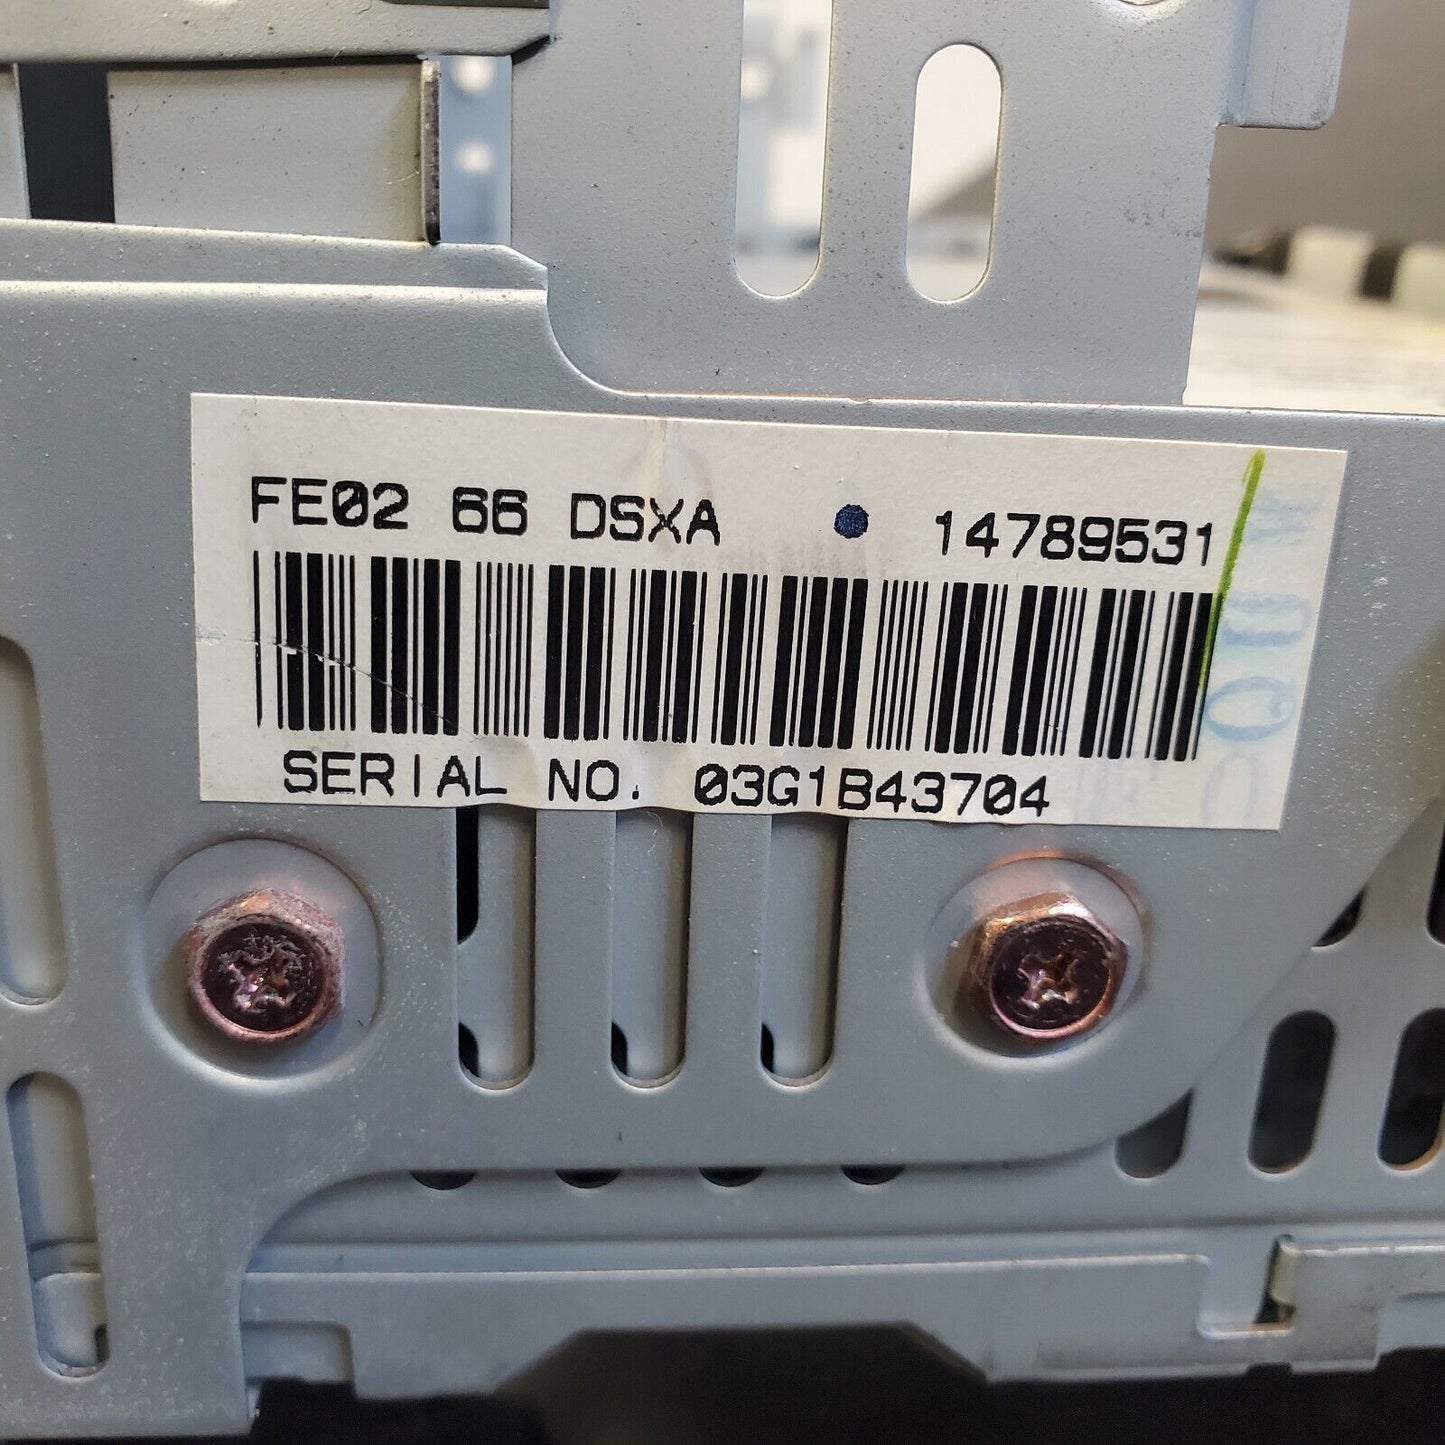 FE02 66 DSXA 14789531
SERIAL NO. 03G1B43704